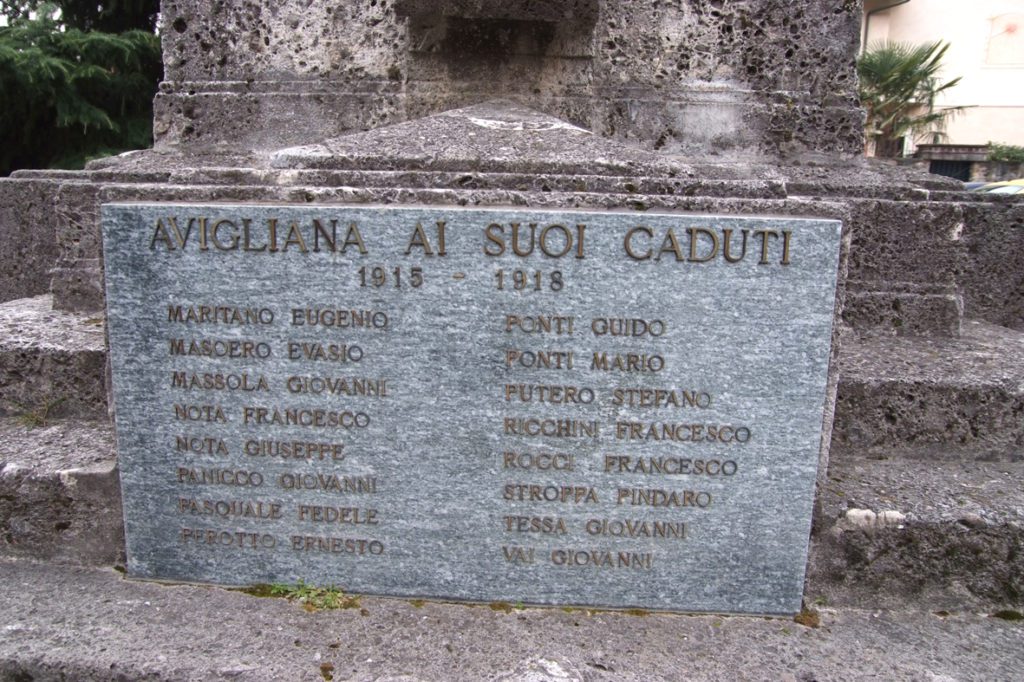 AVIGLIANA AI SUOI CADUTI
1915 - 1918
MARITANO EUGENIO
MASOERO EVASIO
MASSOLA GIOVANNI
NOTA FRANCESCO
NOTA GIUSEPPE
PANICCO GIOVANNI
PASQUALE FEDELE
PEROTTO ERNESTO
PONTI GUIDO
PONTI MARIO
PUTERO STEFANO
RICCHINI FRANCESCO
ROCCI FRANCESCO
STROPPA PINDARO
TESSA GIOVANNI
VAI GIOVANNI